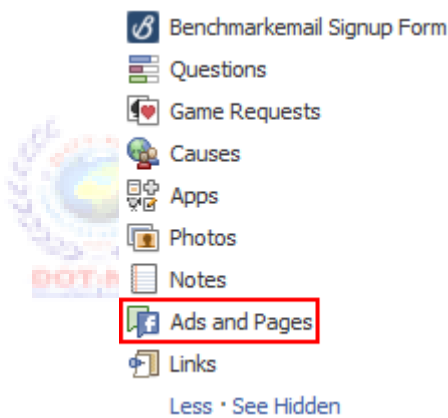 Benchmarkemail Signup Form
Questions
Game Requests
Causes
Apps
Photos
Notes
Ads and Pages
Links
Less · See Hidden